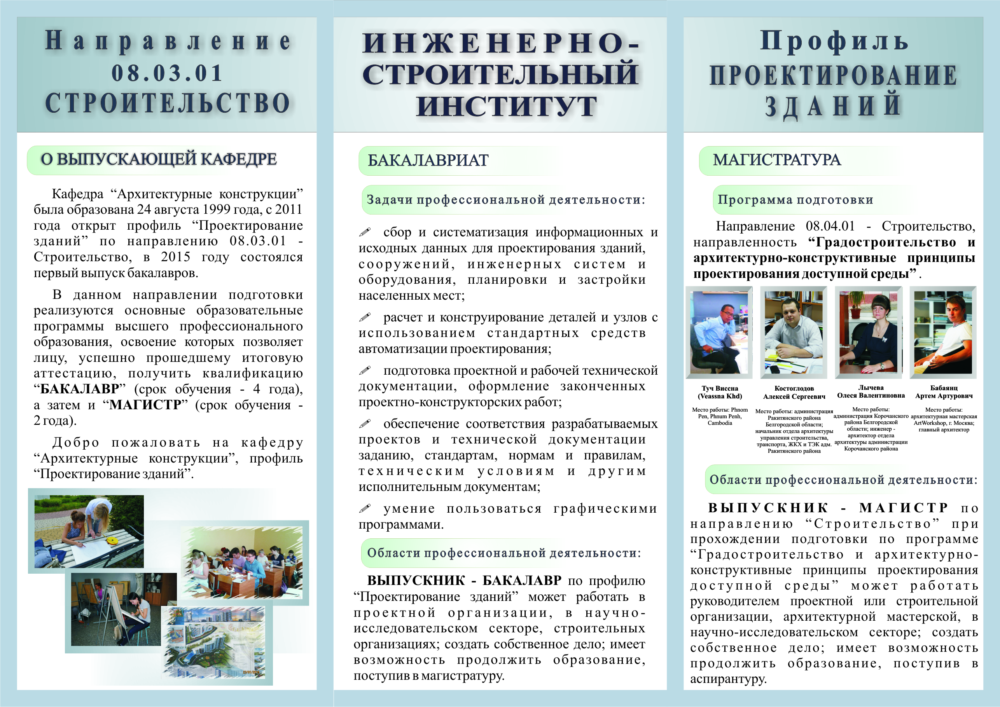 Направление
08.03.01
СТРОИТЕЛЬСТВО
О ВЫПУСКАЮЩЕЙ КАФЕДРЕ
Кафедра “Архитектурные конструкции”
была образована 24 августа 1999 года, с 2011
года открыт профиль “Проектирование
зданий” по направлению 08.03.01 -
Строительство, в 2015 году состоялся
первый выпуск бакалавров.
В данном направлении подготовки
реализуются основные образовательные
программы высшего профессионального
образования, освоение которых позволяет
лицу, успешно прошедшему итоговую
аттестацию, получить квалификацию
“БАКАЛАВР” (срок обучения - 4 года),
а затем и “МАГИСТР” (срок обучения -
2 года).
Добро пожаловать на кафедру
“Архитектурные конструкции”, профиль
“Проектирование зданий”.
ИНЖЕНЕРНО-
СТРОИТЕЛЬНЫЙ
ИНСТИТУТ
БАКАЛАВРИАТ
Задачи профессиональной деятельности:
сбор и систематизация информационных и
исходных данных для проектирования зданий,
сооружений, инженерных систем и
оборудования, планировки и застройки
населенных мест;
расчет и конструирование деталей и узлов с
использованием стандартных средств
автоматизации проектирования;
подготовка проектной и рабочей технической
документации, оформление законченных
проектно-конструкторских работ;
обеспечение соответствия разрабатываемых
проектов и технической документации
заданию, стандартам, нормам и правилам,
техническим условиям и другим
исполнительным документам;
умение пользоваться графическими
программами.
Области профессиональной деятельности:
ВЫПУСКНИК - БАКАЛАВР по профилю
“Проектирование зданий” может работать в
проектной организации, в научно-
исследовательском секторе, строительных
организациях; создать собственное дело; имеет
возможность продолжить образование,
поступив в магистратуру.
Профиль
ПРОЕКТИРОВАНИЕ
ЗДАНИЙ
МАГИСТРАТУРА
Программа подготовки
Направление 08.04.01 - Строительство,
направленность “Градостроительство и
архитектурно-конструктивные принципы
проектирования доступной среды” .
Туч Виссна
(Veassna Khd)
Место работы: Phnom
Pen, Phnum Penh,
Cambodia
Костоглодов
Алексей Сергеевич
Место работы: администрация
Ракитянского района
Белгородской области;
начальник отдела архитектуры
управления строительства,
транспорта, ЖКХ и ТЭК адм.
Ракитянского района
Лычева
Олеся Валентиновна
Место работы:
администрация Корочанского
района Белгородской
области; инженер -
архитектор отдела
архитектуры администрации
Корочанского района
Бабаянц
Артем Артурович
Место работы:
архитектурная мастерская
ArtWorkshop, г. Москва;
главный архитектор
Области профессиональной деятельности:
ВЫПУСКНИК - МАГИСТР по
направлению “Строительство” при
прохождении подготовки по программе
“Градостроительство и архитектурно-
конструктивные принципы проектирования
доступной среды” может работать
руководителем проектной или строительной
организации, архитектурной мастерской, в
научно-исследовательском секторе; создать
собственное дело; имеет возможность
продолжить образование, поступив в
аспирантуру.